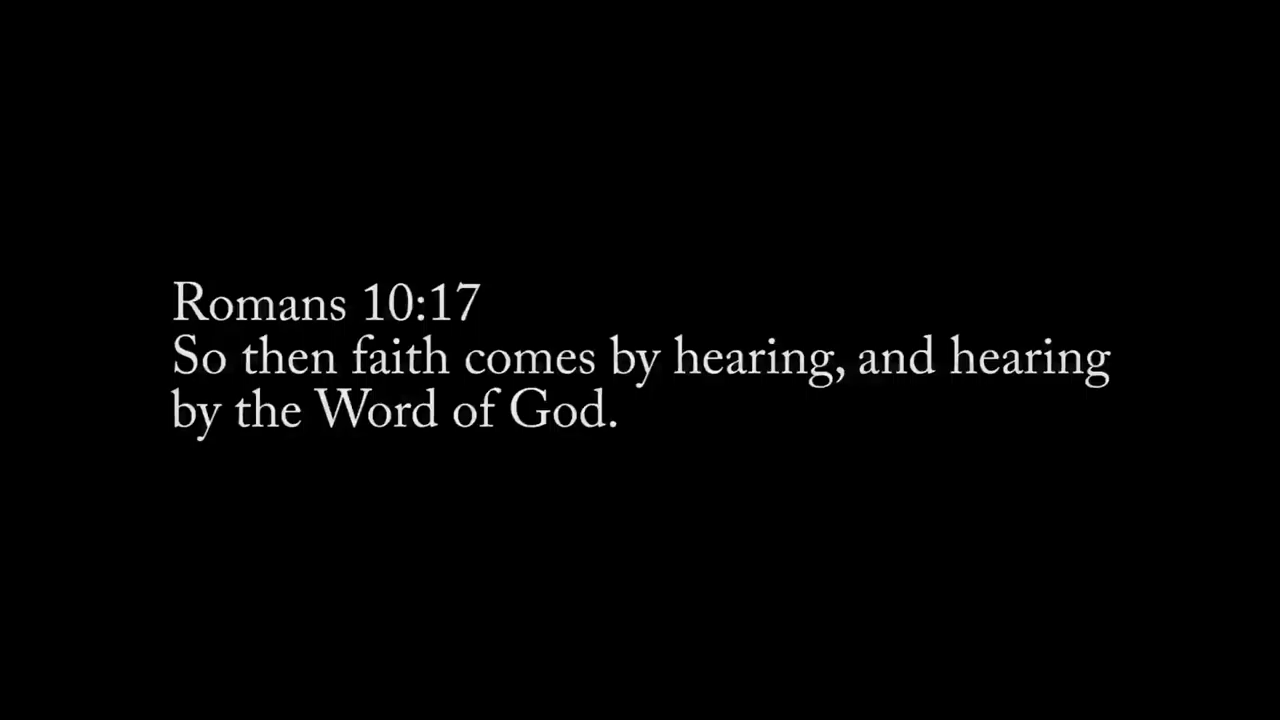 Romans 10:17
So then faith comes by hearing, and hearing
by the Word of God.